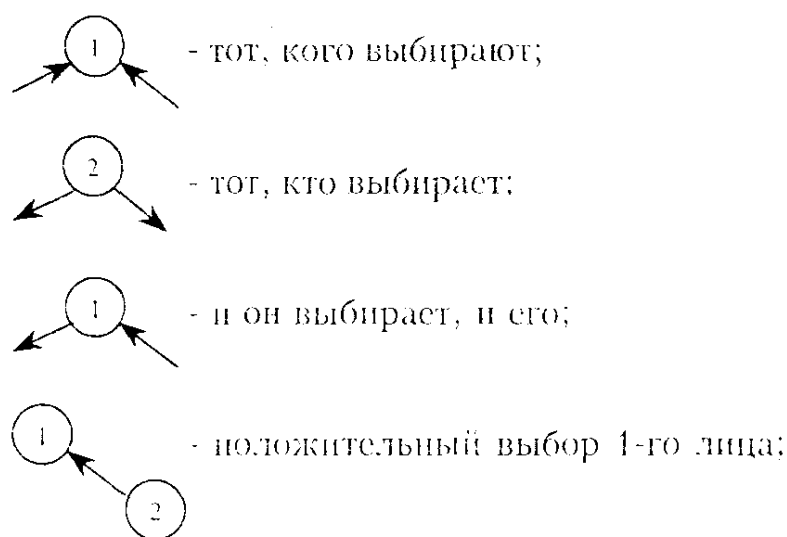 1 - тот, кого выбирают;
2 - тот, кто выбирает;
1 - и он выбирает, и его;
1 - положительный выбор 1-го лица;
2